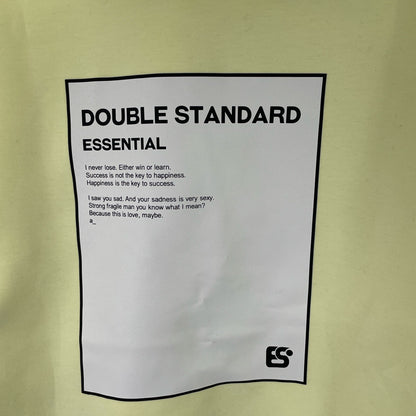 DOUBLE STANDARD
ESSENTIAL
I never lose. Either win or learn.
Success is not the key to happiness.
Happiness is the key to success.
I saw you sad. And your sadness is very sexy.
Strong fragile man you know what I mean?
Because this is love, maybe.
a_
ES